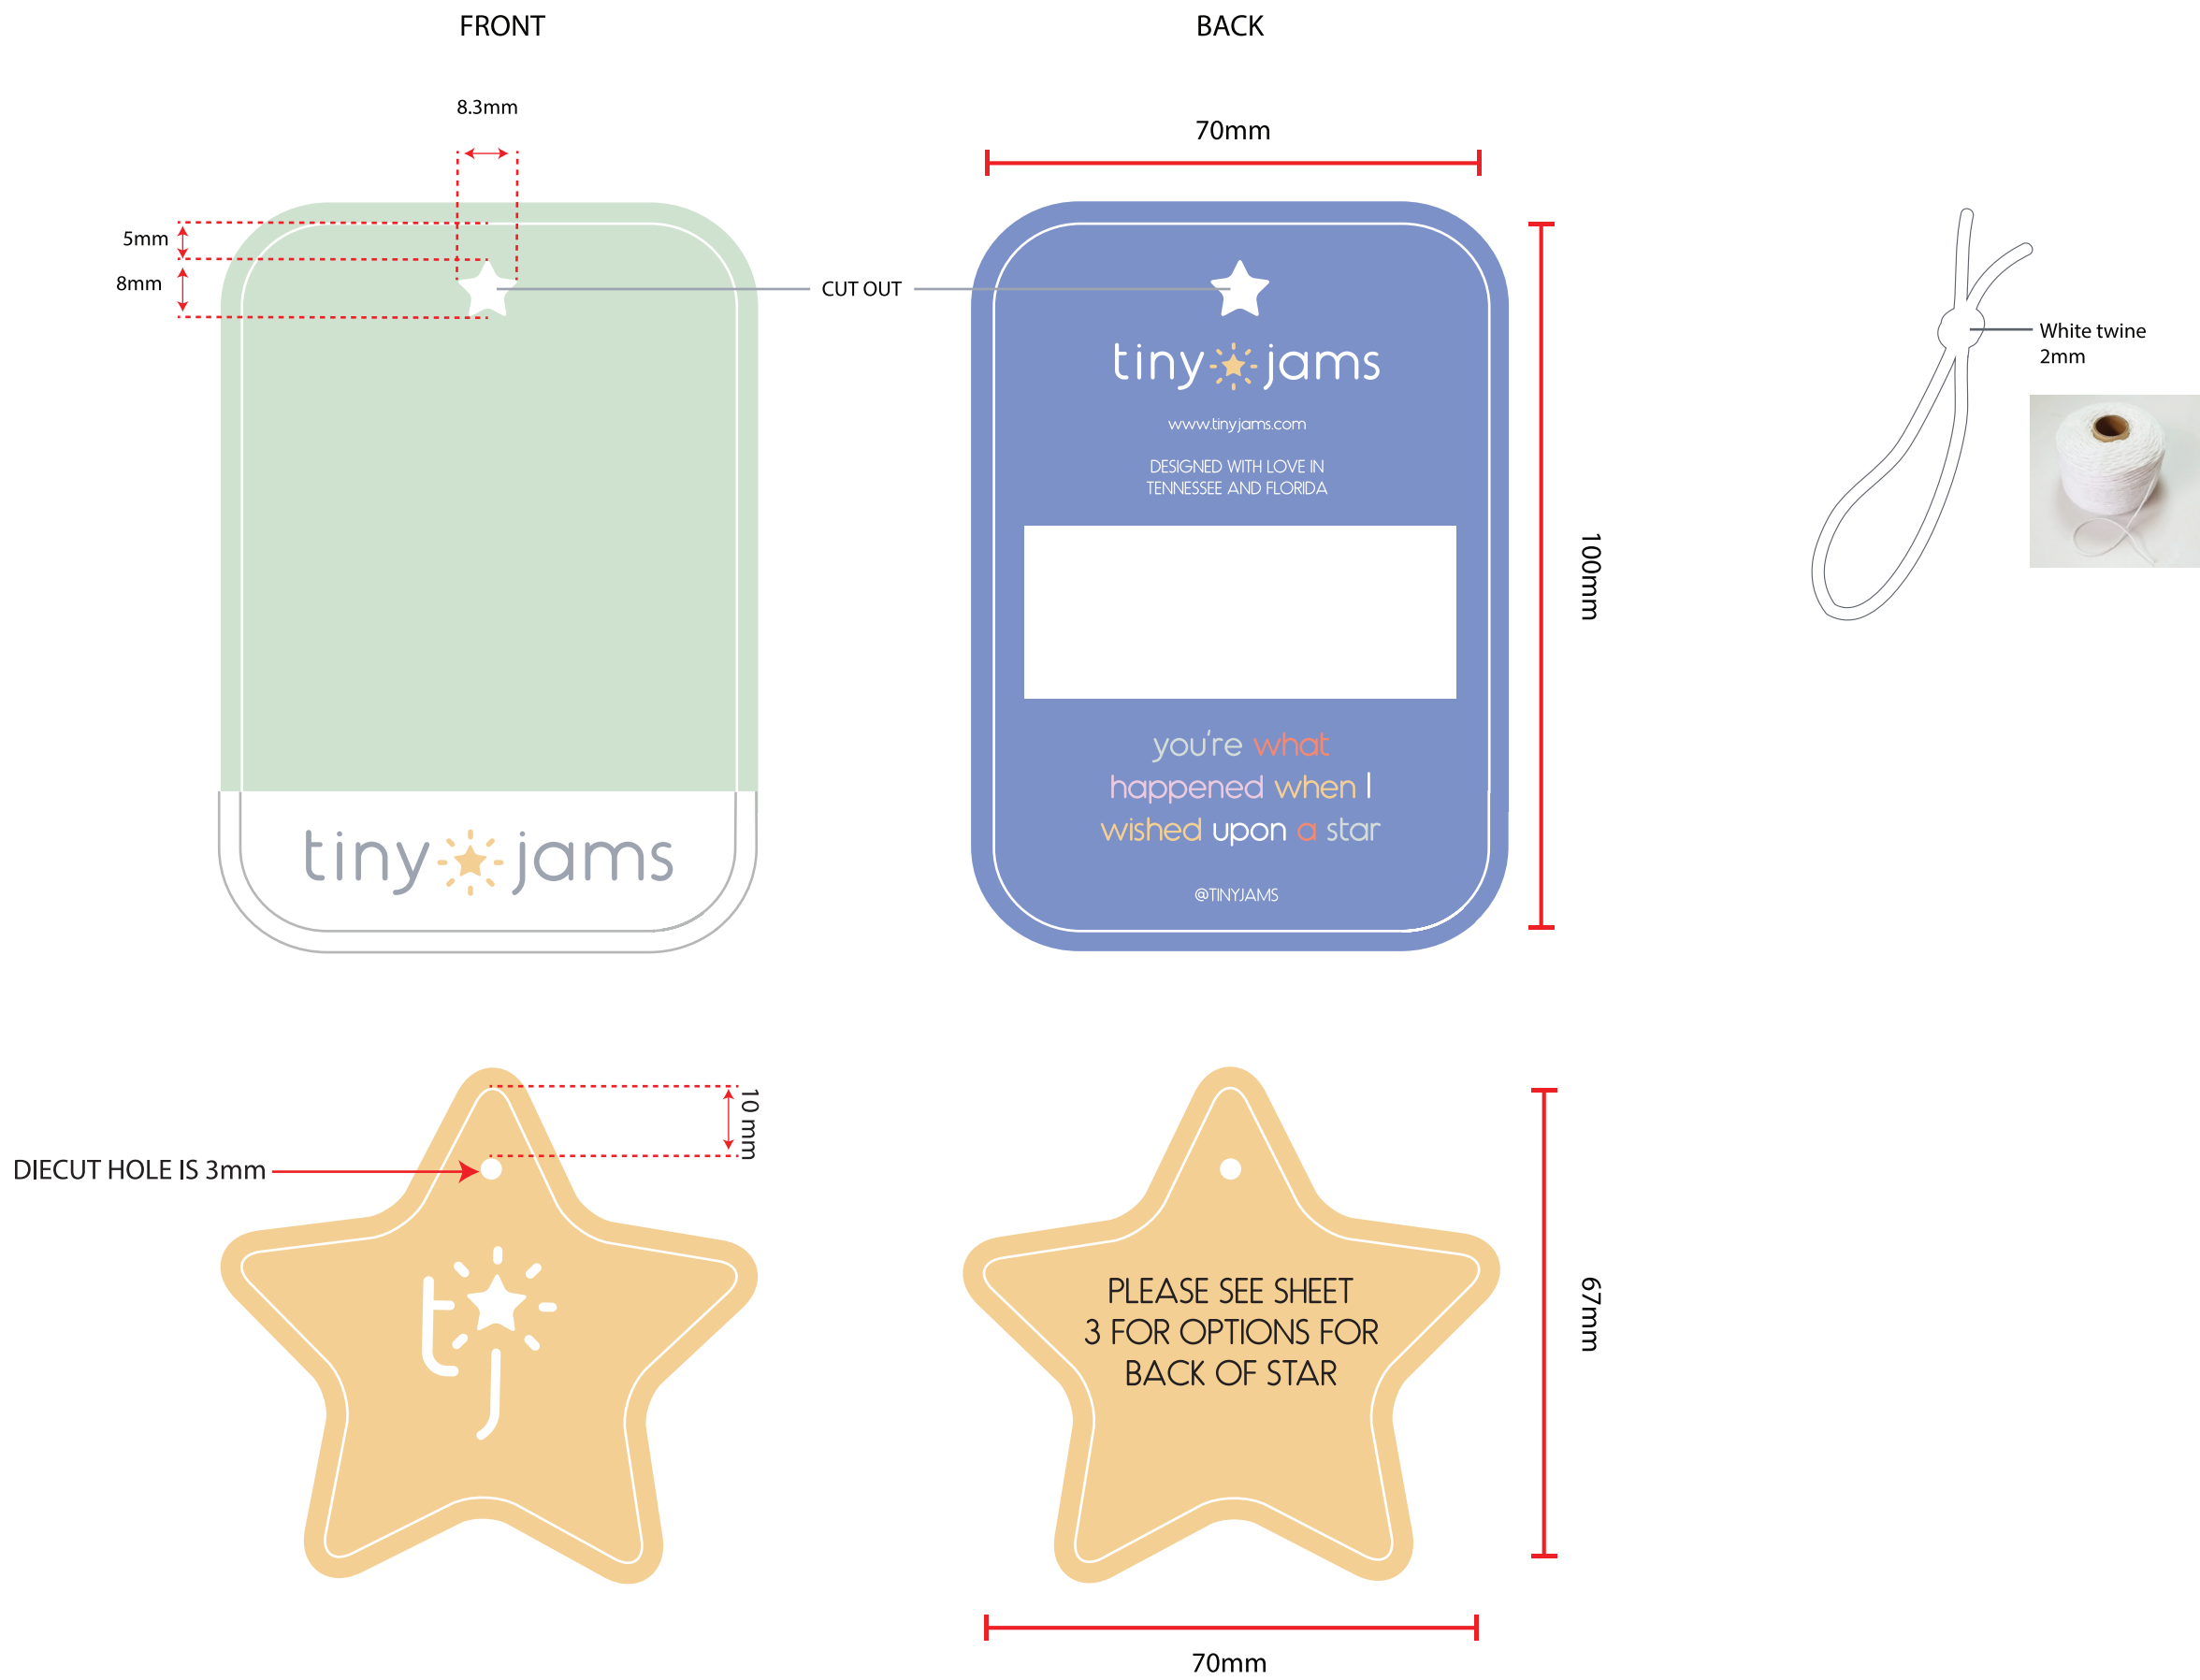 FRONT
BACK
8.3mm
70mm
5mm
8mm
CUT OUT
tiny jams
www.tinyjams.com
DESIGNED WITH LOVE IN
TENNESSEE AND FLORIDA
White twine
2mm
100mm
you're what
happened when I
wished upon a star
@TINYJAMS
tiny jams
10 mm
DIECUT HOLE IS 3mm
tj
PLEASE SEE SHEET
3 FOR OPTIONS FOR
BACK OF STAR
67mm
70mm